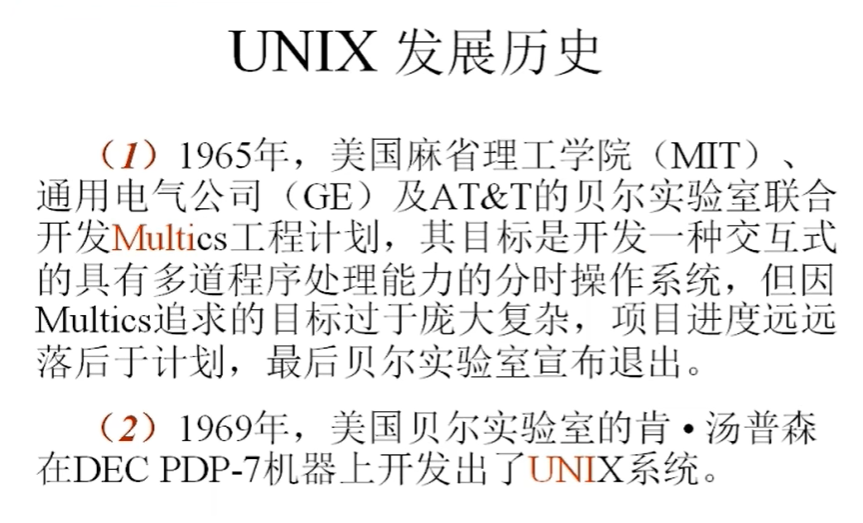 UNIX 发展历史
（1）1965年，美国麻省理工学院（MIT）、
通用电气公司（GE）及AT&T的贝尔实验室联合
开发Multics工程计划，其目标是开发一种交互式
的具有多道程序处理能力的分时操作系统，但因
Multics追求的目标过于庞大复杂，项目进度远远
落后于计划，最后贝尔实验室宣布退出。
（2）1969年，美国贝尔实验室的肯•汤普森
在DEC PDP-7机器上开发出了UNIX系统。